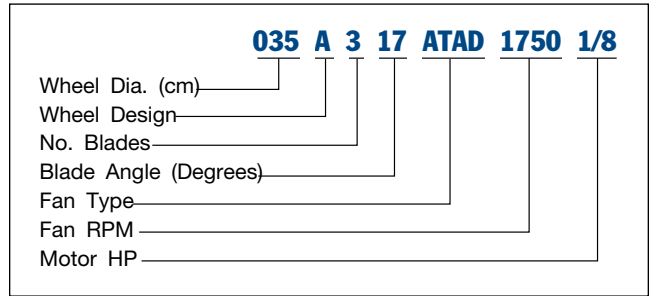 035 A 3 17 ATAD 1750 1/8
Wheel Dia. (cm)
Wheel Design
No. Blades
Blade Angle (Degrees)
Fan Type
Fan RPM
Motor HP